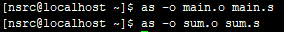 [nsrc@localhost ~]$ as -o main.o main.s
[nsrc@localhost ~]$ as -o sum.o sum.s